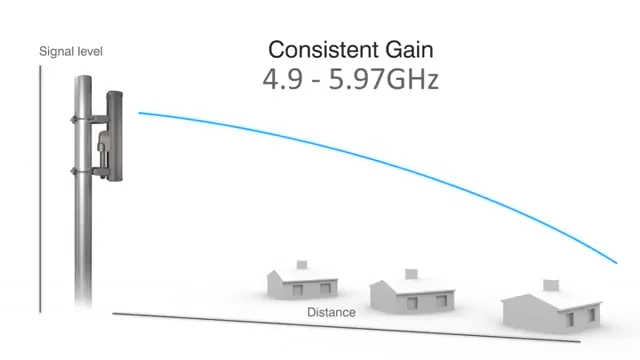 Signal level
Consistent Gain
4.9 - 5.97GHz
Distance